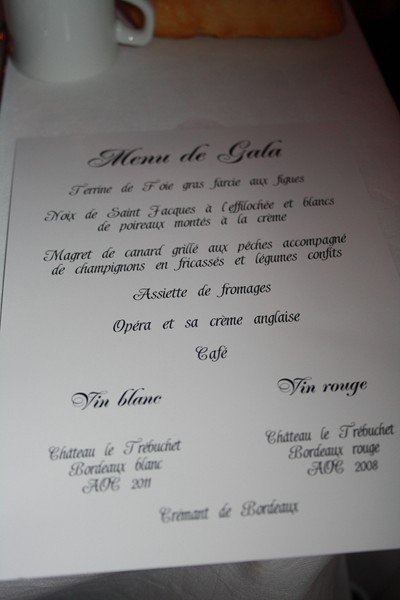 Menu de Gala
Terrine de Foie gras farcie aux figues
Noix de Saint Jacques à l'effilochée et blancs
de poireaux montés à la crème
Magret de canard grillé aux pêches accompagné
de champignons en fricassés et légumes confits
Assiette de fromages
Opéra et sa crème anglaise
Café
Vin blanc
Château le Trébuchet
Bordeaux blanc
AOC 2011
Vin rouge
Château le Trébuchet
Bordeaux rouge
AOC 2008
Crémant de Bordeaux